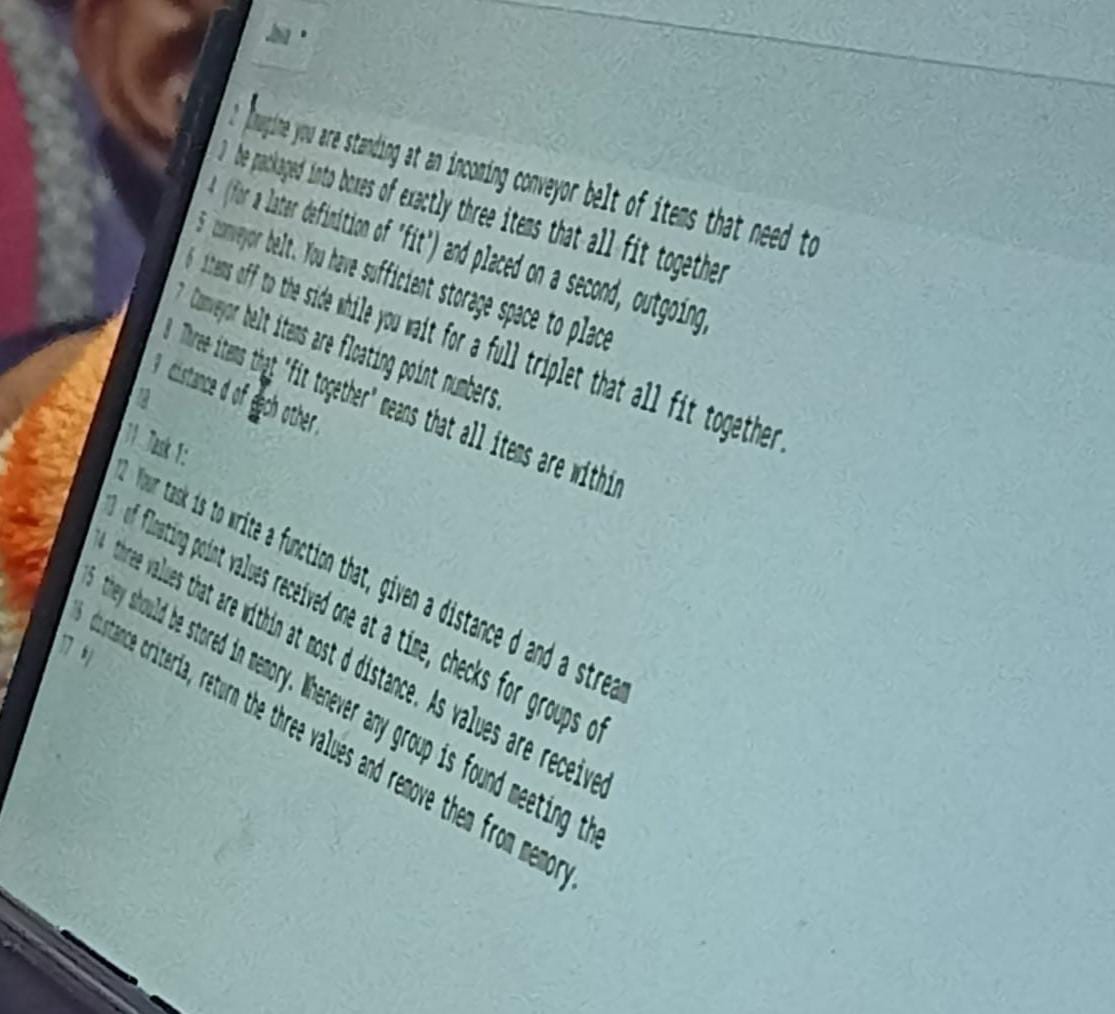 Java
2 Imagine you are standing at an incoming conveyor belt of items that need to
3 be packaged into boxes of exactly three items that all fit together
4 (for a later definition of "fit") and placed on a second, outgoing,
5 conveyor belt. You have sufficient storage space to place
6 items off to the side while you wait for a full triplet that all fit together.
7 Conveyor belt items are floating point numbers.
8 Three items that "fit together" means that all items are within
9 distance d of each other.
10
11 Task 1:
12 Your task is to write a function that, given a distance d and a stream
13 of floating point values received one at a time, checks for groups of
14 three values that are within at most d distance. As values are received
15 they should be stored in memory. Whenever any group is found meeting the
16 distance criteria, return the three values and remove them from memory.
17 */